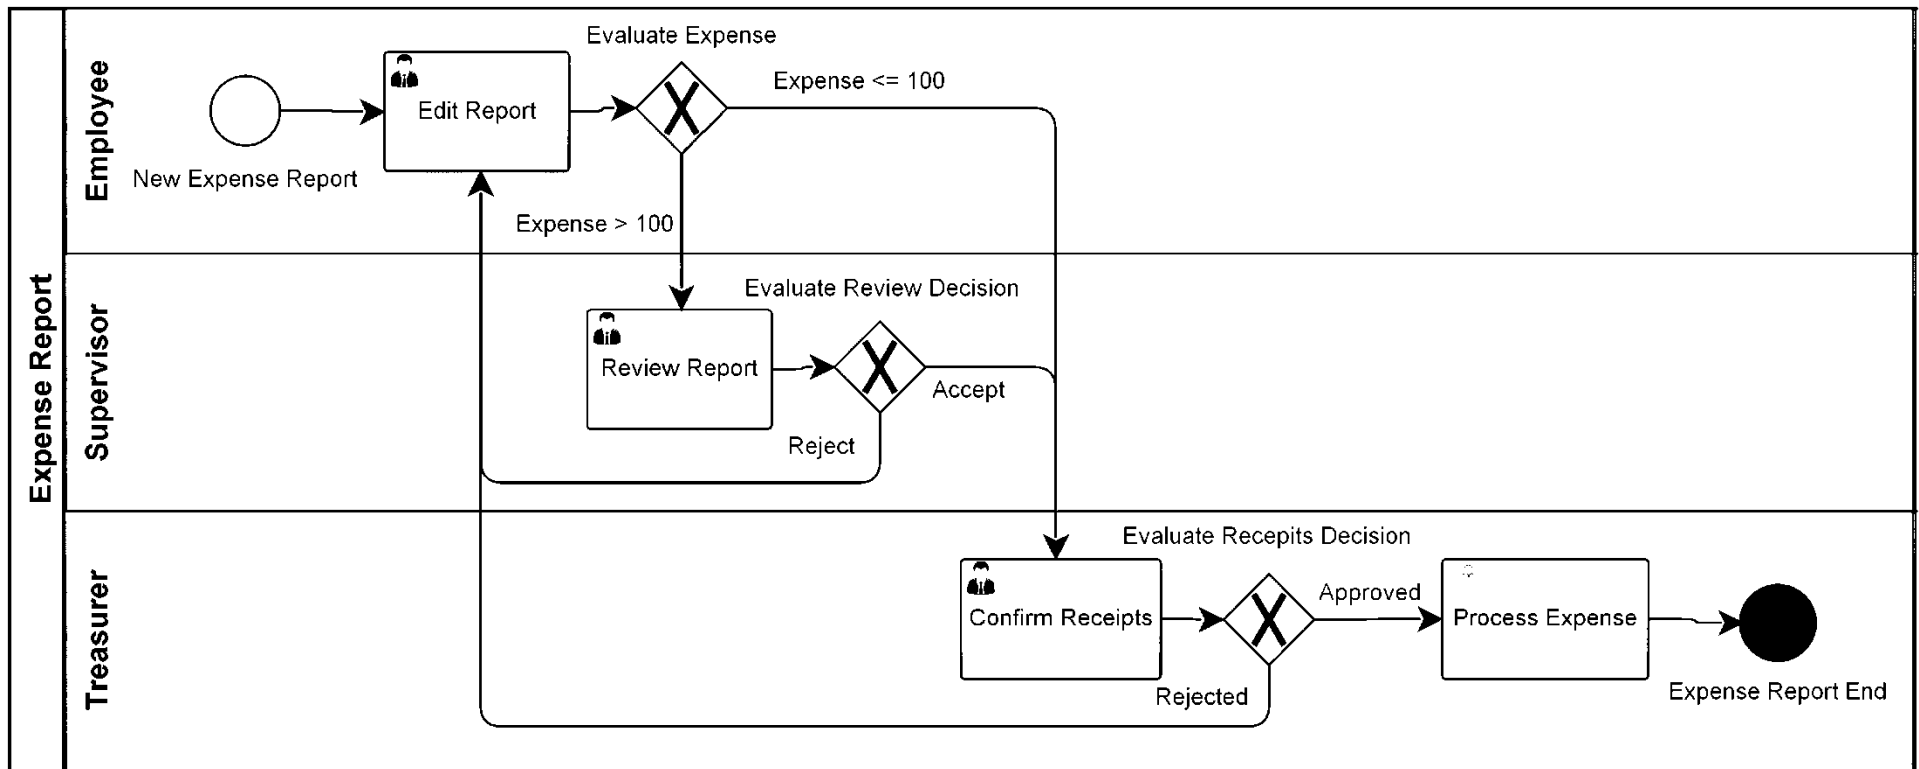 Expense Report
Employee
Evaluate Expense
Expense <= 100
Edit Report
New Expense Report
Expense > 100
Supervisor
Evaluate Review Decision
Review Report
Accept
Reject
Treasurer
Evaluate Recepits Decision
Approved
Confirm Receipts
Process Expense
Rejected
Expense Report End